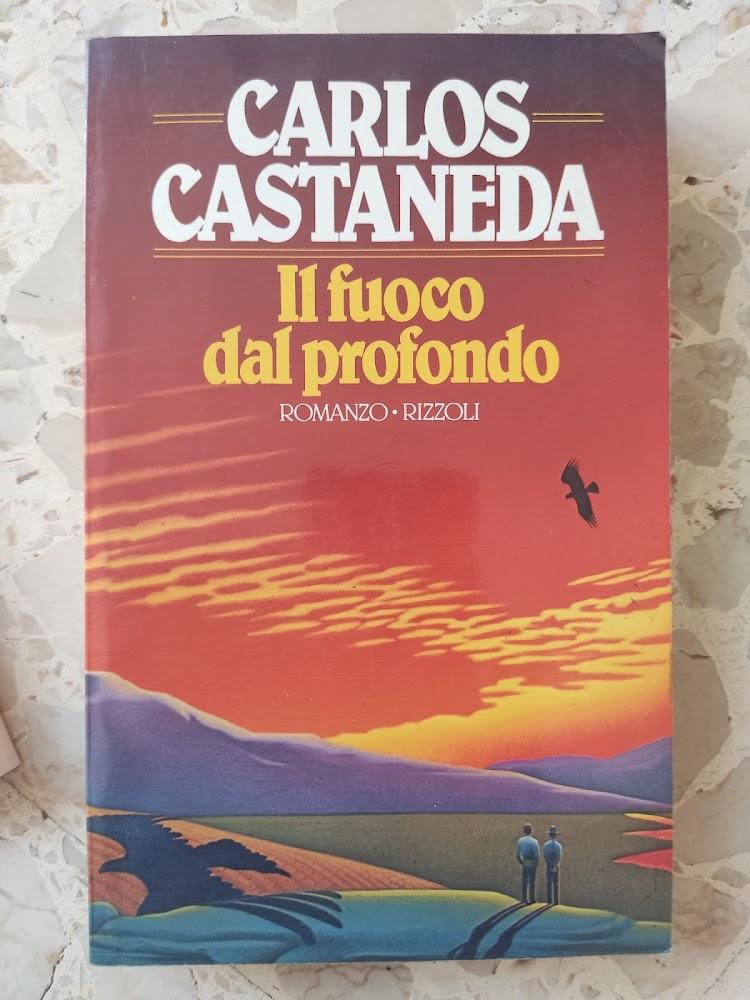 CARLOS
CASTANEDA
Il fuoco
dal profondo
ROMANZO • RIZZOLI